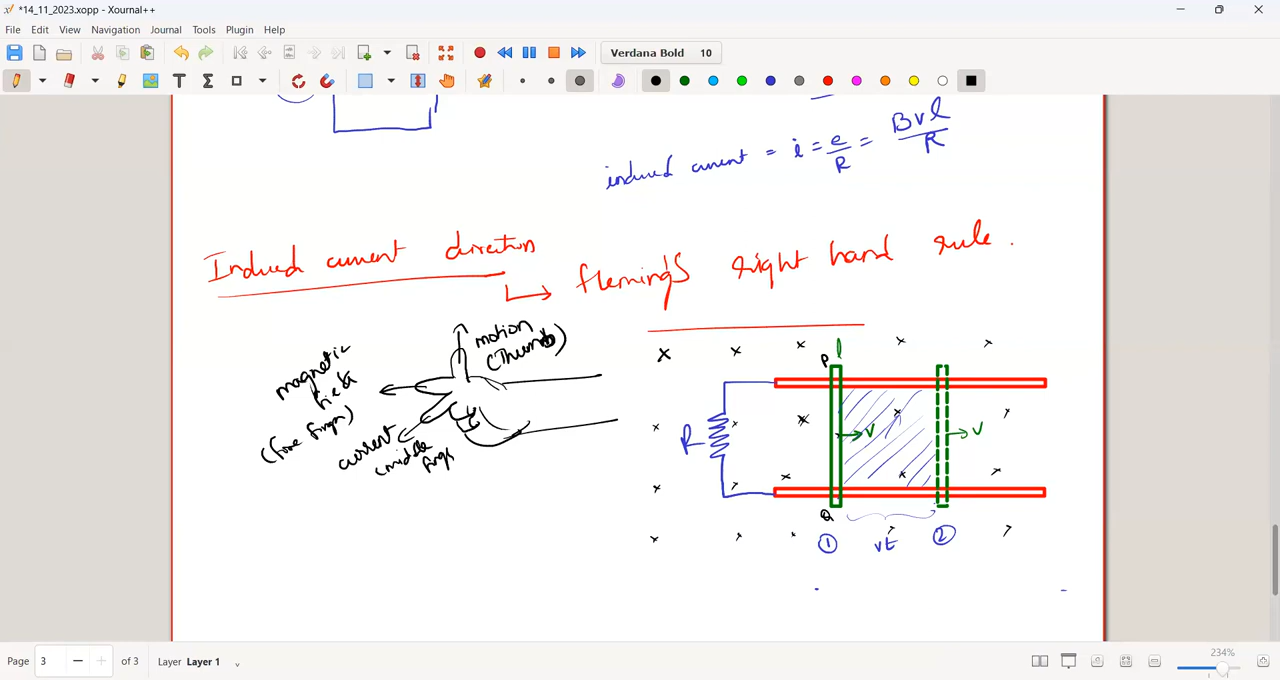 *14_11_2023.xopp - Xournal++
File Edit View Navigation Journal Tools Plugin Help
Verdana Bold 10
induced current = i = e/R = Bvl/R
Induced current direction
↳ fleming's right hand rule.
motion
(Thumb)
magnetic
field
(fore finger)
current
(middle
finger)
P l
R
v
v
Q
1 vt 2
Page 3 of 3 Layer Layer 1
234%